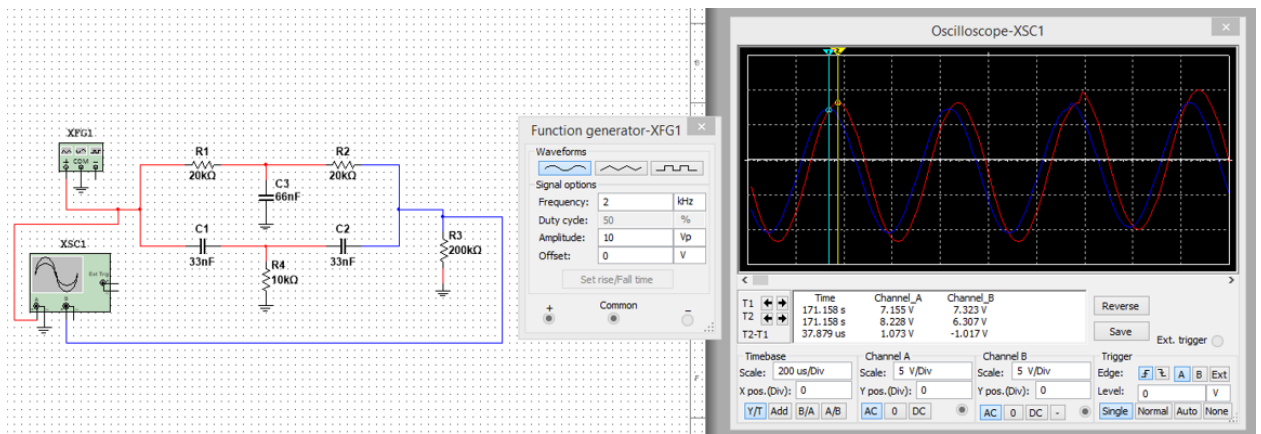 XFG1
COM
+ −
R1
20kΩ
R2
20kΩ
C3
66nF
C1
33nF
C2
33nF
R4
10kΩ
R3
200kΩ
XSC1
Ext Trig
A B
Function generator-XFG1 ×
Waveforms
Signal options
Frequency: 2 kHz
Duty cycle: 50 %
Amplitude: 10 Vp
Offset: 0 V
Set rise/Fall time
+ Common −
Oscilloscope-XSC1 ×
Time Channel_A Channel_B
T1 171.158 s 7.155 V 7.323 V
T2 171.158 s 8.228 V 6.307 V
T2-T1 37.879 us 1.073 V -1.017 V
Reverse
Save
Ext. trigger
Timebase Channel A Channel B Trigger
Scale: 200 us/Div Scale: 5 V/Div Scale: 5 V/Div Edge: A B Ext
X pos.(Div): 0 Y pos.(Div): 0 Y pos.(Div): 0 Level: 0 V
Y/T Add B/A A/B AC 0 DC AC 0 DC - Single Normal Auto None